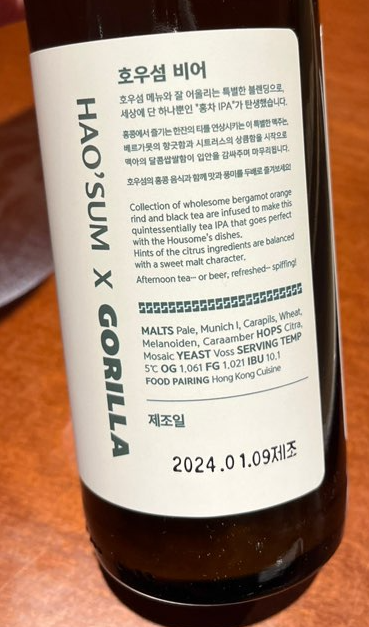 HAO'SUM X GORILLA
호우섬 비어
호우섬 메뉴와 잘 어울리는 특별한 블렌딩으로,
세상에 단 하나뿐인 "홍차 IPA"가 탄생했습니다.
홍콩에서 즐기는 한잔의 티를 연상시키는 이 특별한 맥주는,
베르가못의 향긋함과 시트러스의 상큼함을 시작으로
맥아의 달콤쌉쌀함이 입안을 감싸주며 마무리됩니다.
호우섬의 홍콩 음식과 함께 맛과 풍미를 두배로 즐겨보세요!
Collection of wholesome bergamot orange
rind and black tea are infused to make this
quintessentially tea IPA that goes perfect
with the Housome's dishes.
Hints of the citrus ingredients are balanced
with a sweet malt character.
Afternoon tea– or beer, refreshed– spiffing!
MALTS Pale, Munich I, Carapils, Wheat,
Melanoiden, Caraamber HOPS Citra,
Mosaic YEAST Voss SERVING TEMP
5℃ OG 1.061 FG 1,021 IBU 10.1
FOOD PAIRING Hong Kong Cuisine
제조일
2024.01.09제조